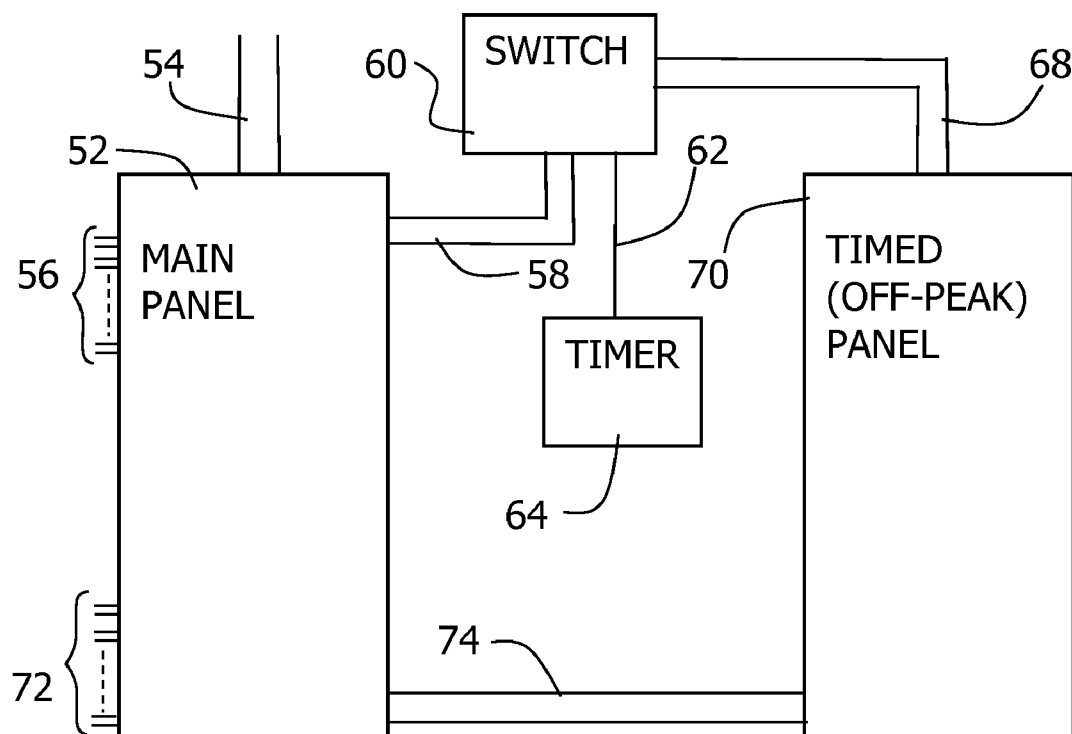 SWITCH
54
60
68
52
62
MAIN
PANEL
56
58
70
TIMED
(OFF-PEAK)
PANEL
TIMER
64
74
72